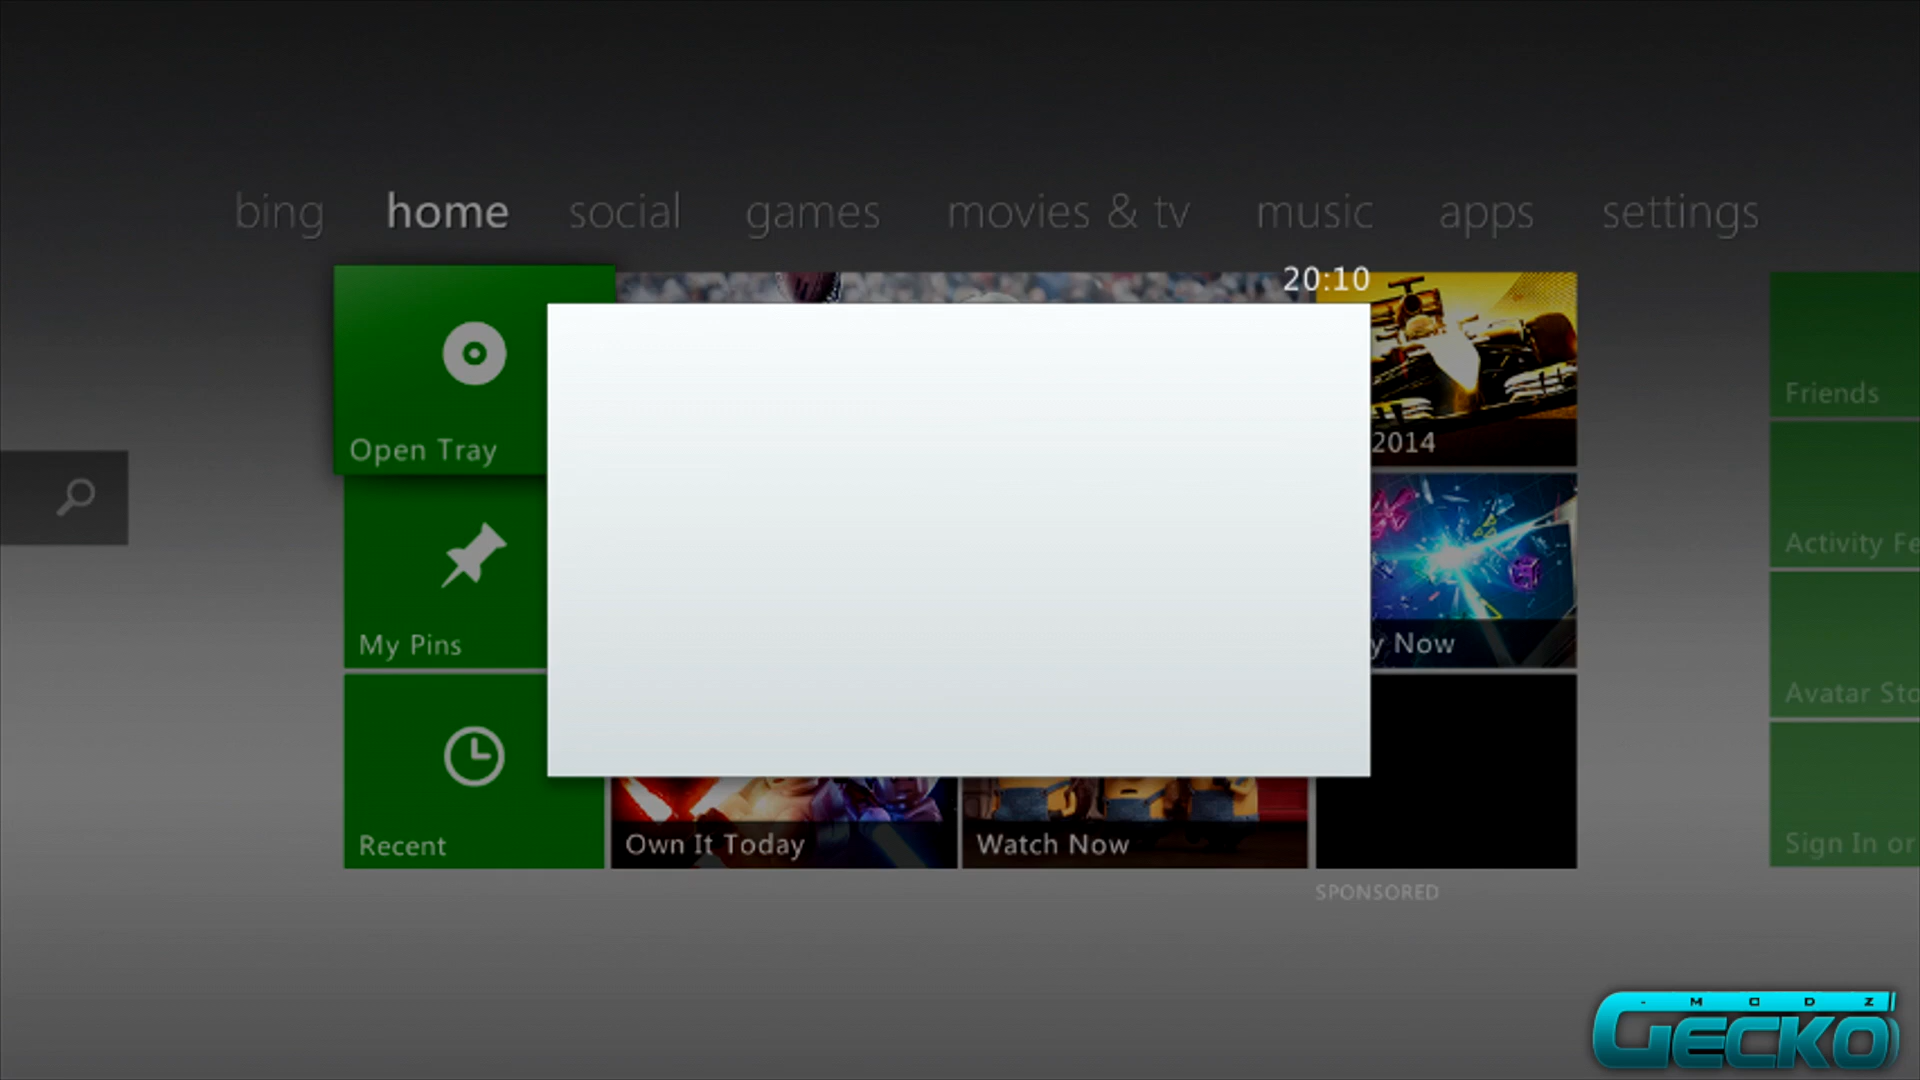 bing home social games movies & tv music apps settings
20:10
Open Tray
2014
Friends
Activity Fe
My Pins
y Now
Avatar Sto
Recent
Own It Today
Watch Now
Sign In or
SPONSORED
- MODZ
GECKO